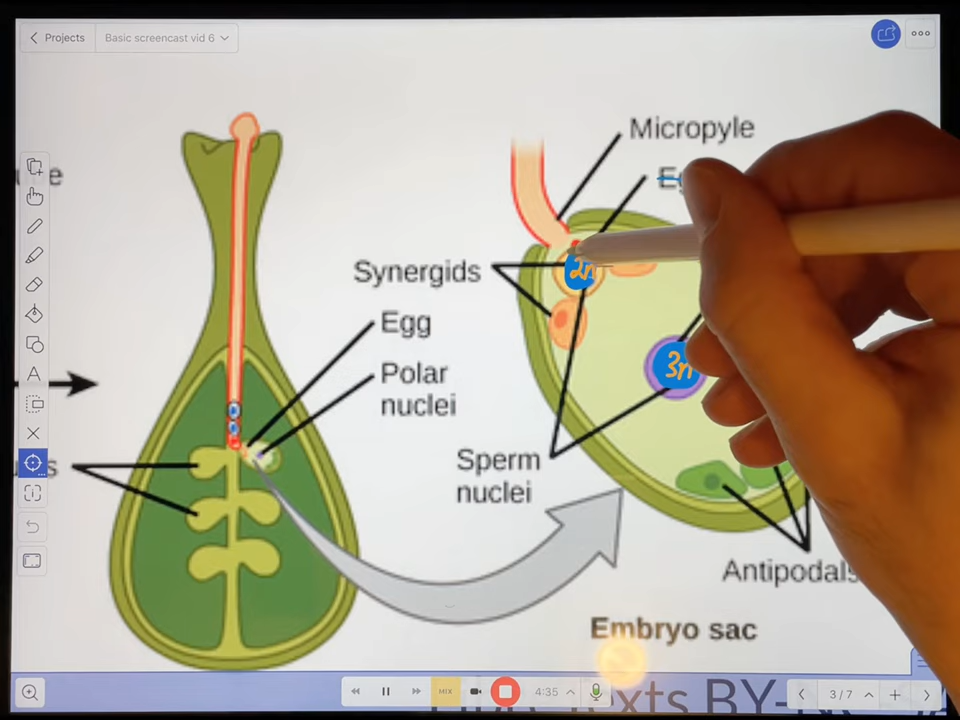 Projects
Basic screencast vid 6
Micropyle
Synergids
2n
Egg
Polar
nuclei
3n
Sperm
nuclei
Antipodals
Embryo sac
4:35
3/7
MIX